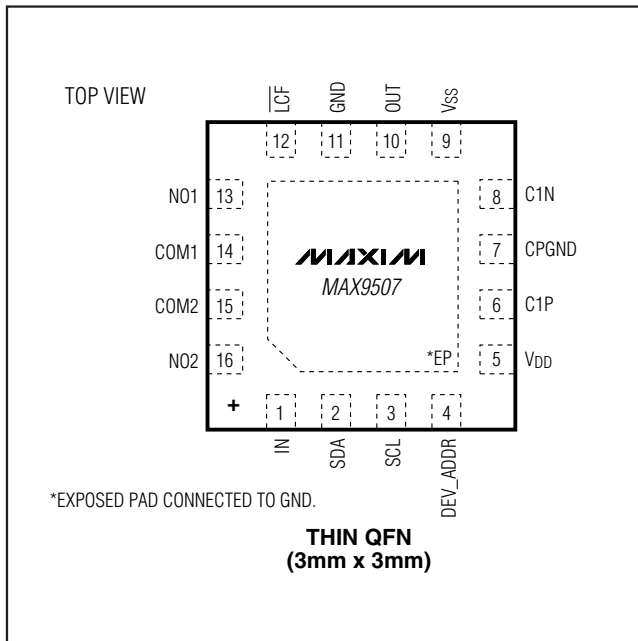 TOP VIEW
LCF
GND
OUT
VSS
12
11
10
9
NO1
13
8
C1N
COM1
14
MAXIM
7
CPGND
MAX9507
COM2
15
6
C1P
NO2
16
*EP
5
VDD
+
1
2
3
4
IN
SDA
SCL
DEV_ADDR
*EXPOSED PAD CONNECTED TO GND.
THIN QFN
(3mm x 3mm)